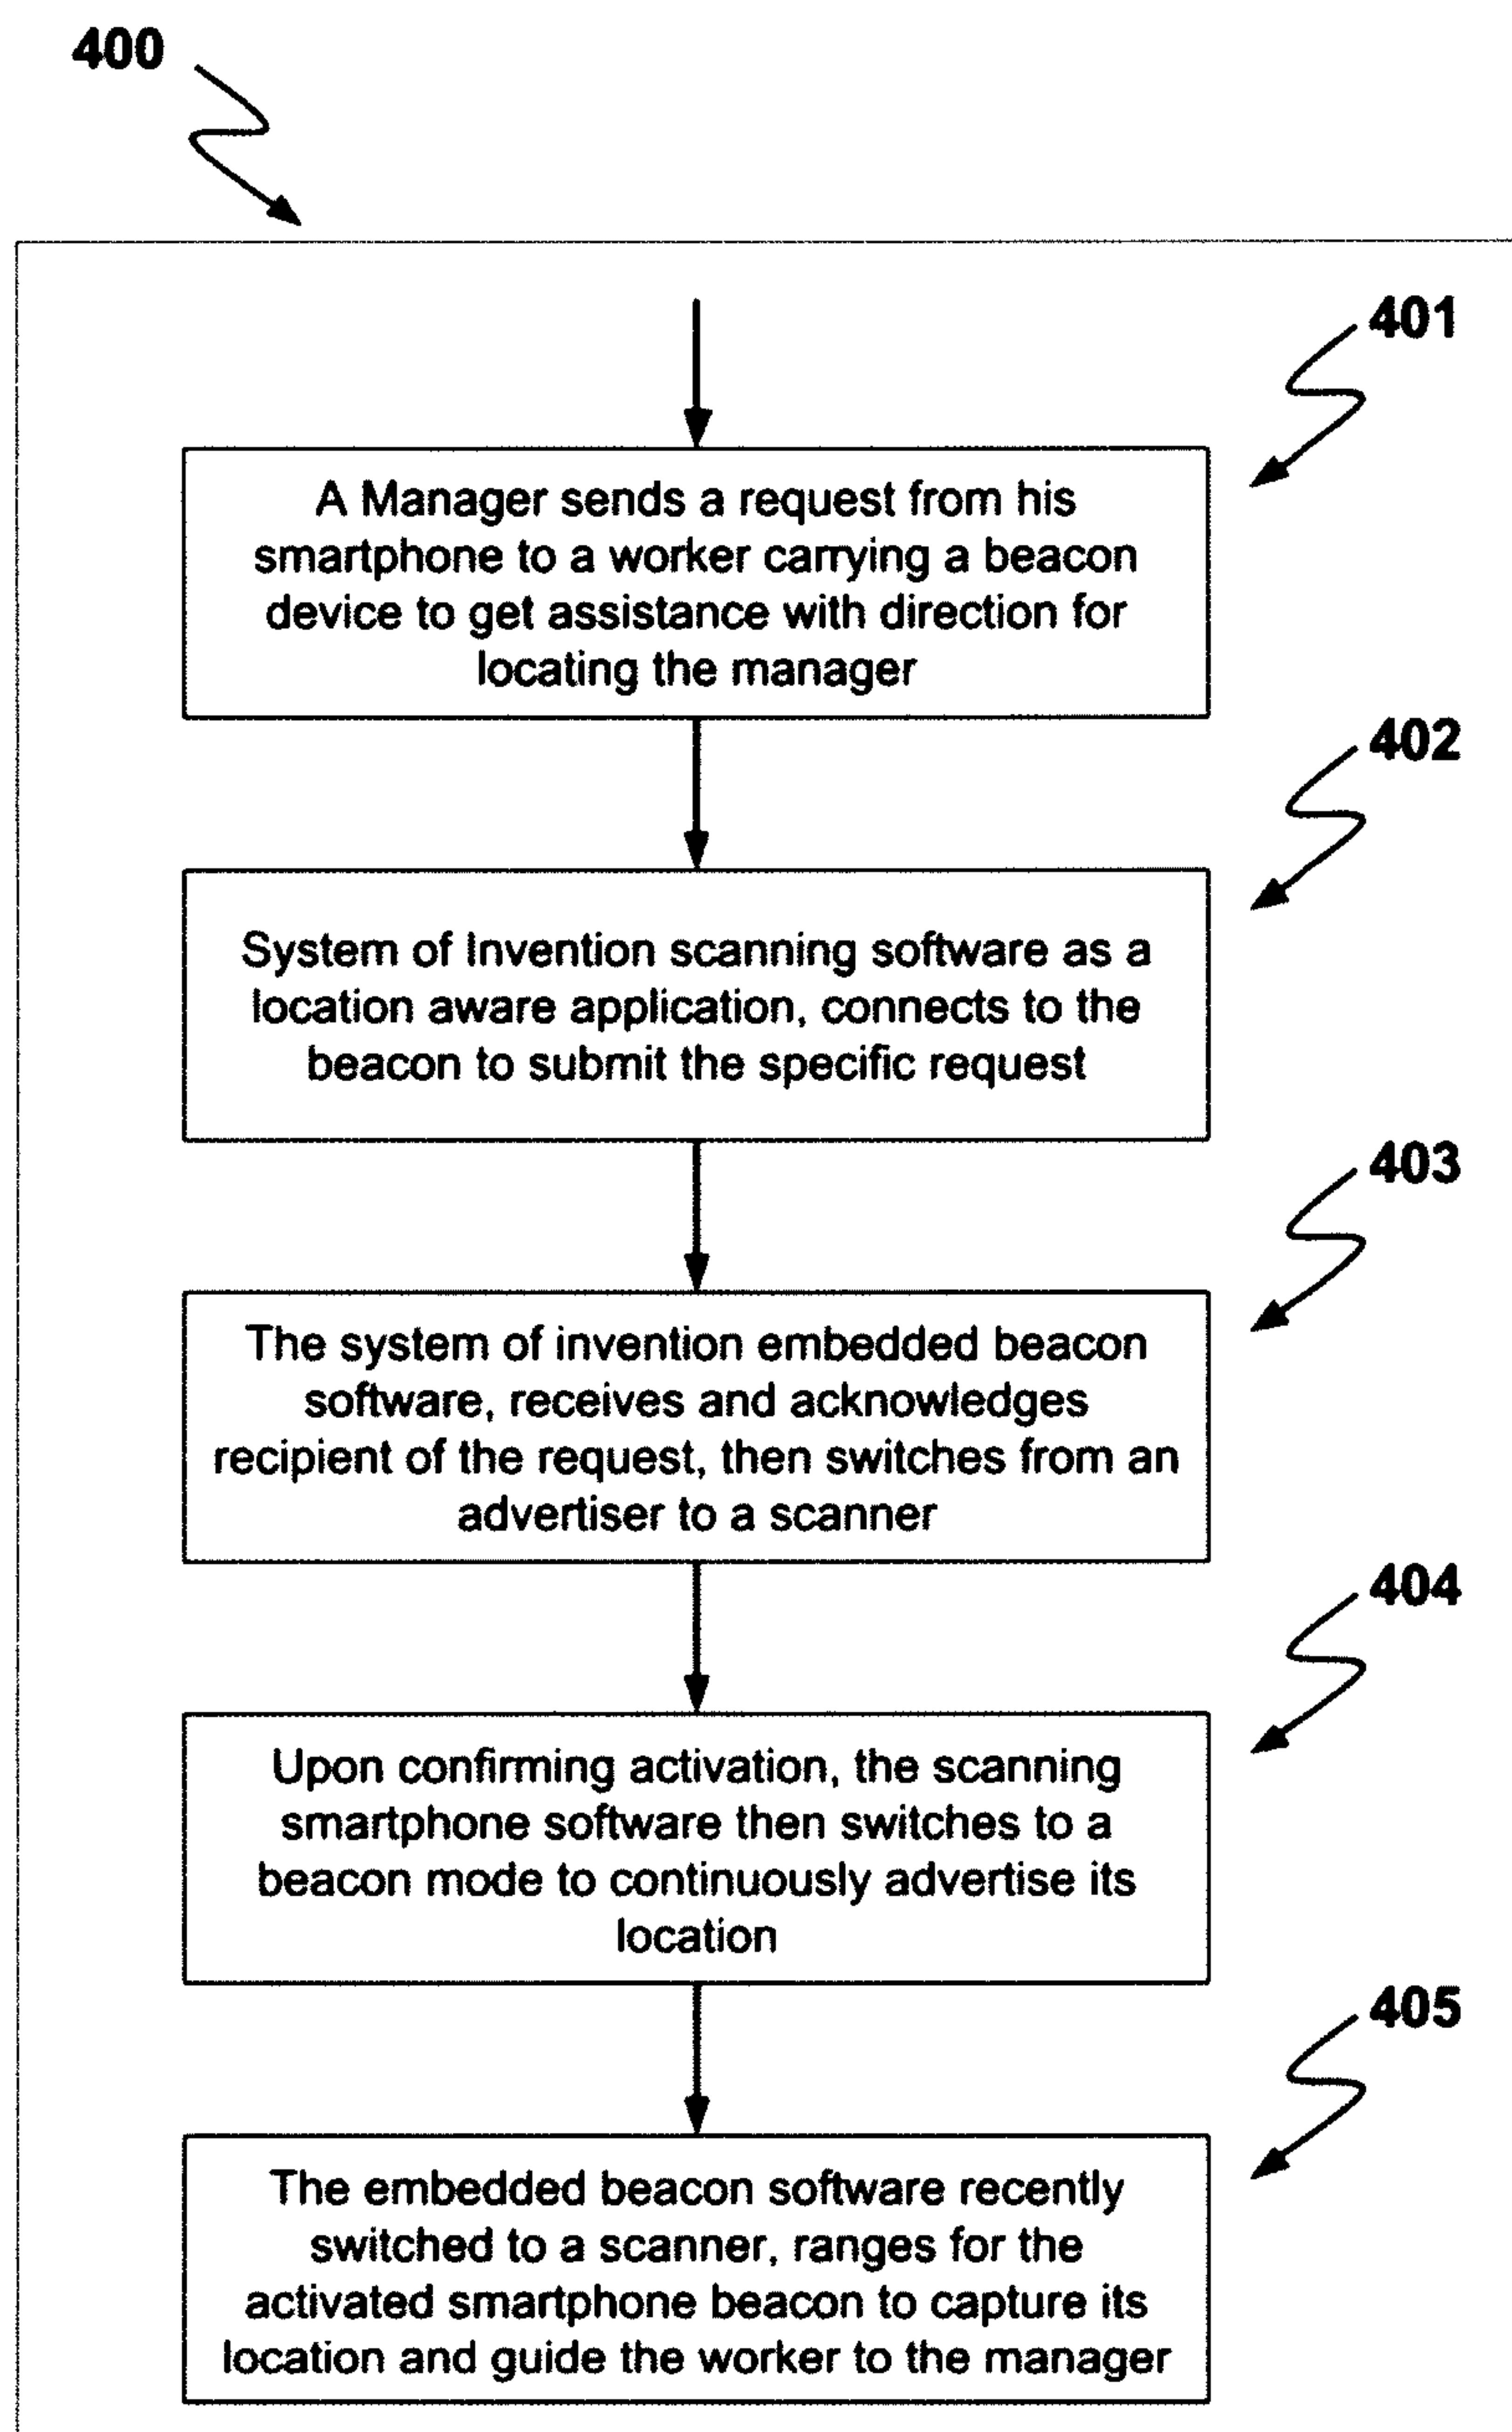 400
401
A Manager sends a request from his
smartphone to a worker carrying a beacon
device to get assistance with direction for
locating the manager
402
System of Invention scanning software as a
location aware application, connects to the
beacon to submit the specific request
403
The system of invention embedded beacon
software, receives and acknowledges
recipient of the request, then switches from an
advertiser to a scanner
404
Upon confirming activation, the scanning
smartphone software then switches to a
beacon mode to continuously advertise its
location
405
The embedded beacon software recently
switched to a scanner, ranges for the
activated smartphone beacon to capture its
location and guide the worker to the manager